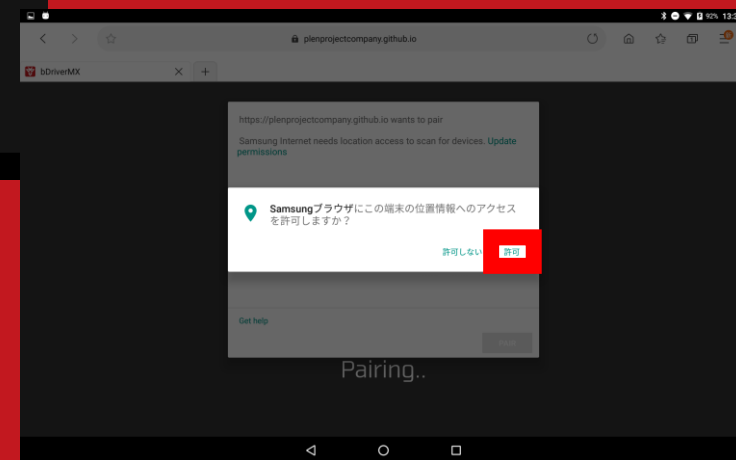 92% 13:3
plenprojectcompany.github.io
bDriverMX
https://plenprojectcompany.github.io wants to pair
Samsung Internet needs location access to scan for devices. Update
permissions
Samsungブラウザにこの端末の位置情報へのアクセス
を許可しますか？
許可しない 許可
Get help
Pairing..